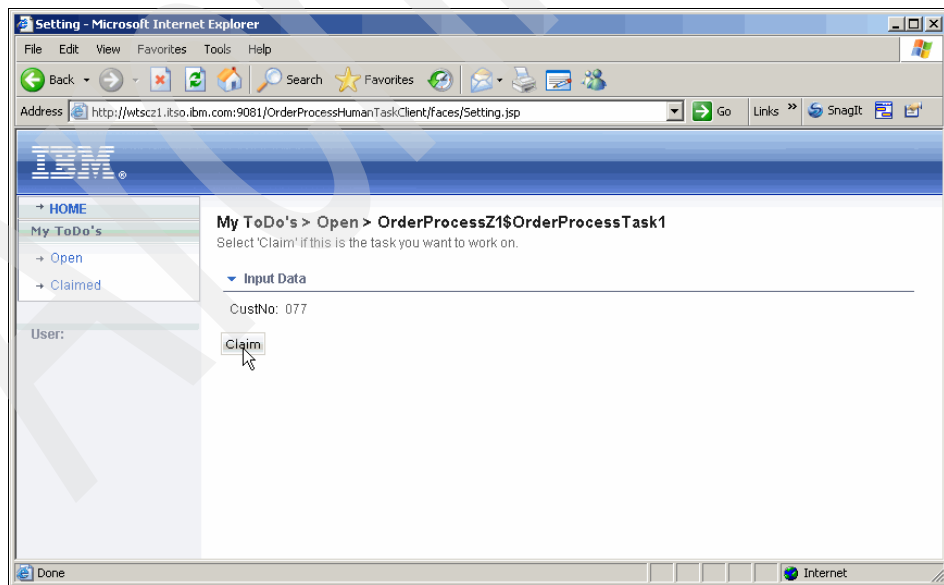 Setting - Microsoft Internet Explorer
File Edit View Favorites Tools Help
Back Search Favorites
Address http://wtscz1.itso.ibm.com:9081/OrderProcessHumanTaskClient/faces/Setting.jsp Go Links » SnagIt
IBM®
→ HOME
My ToDo's
→ Open
→ Claimed
User:
My ToDo's > Open > OrderProcessZ1$OrderProcessTask1
Select 'Claim' if this is the task you want to work on.
Input Data
CustNo: 077
Claim
Done Internet